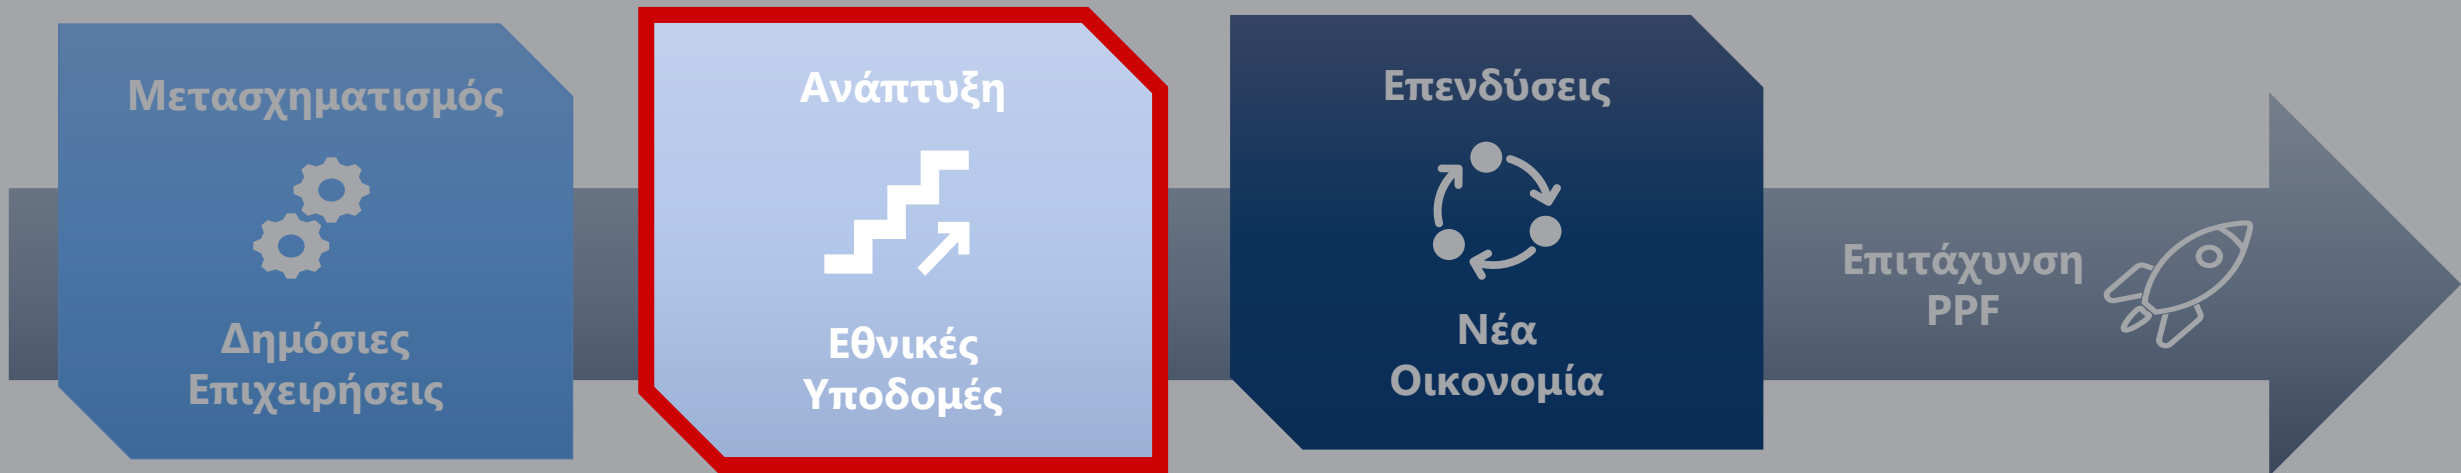 Μετασχηματισμός
Δημόσιες
Επιχειρήσεις
Ανάπτυξη
Εθνικές
Υποδομές
Επενδύσεις
Νέα
Οικονομία
Επιτάχυνση
PPF